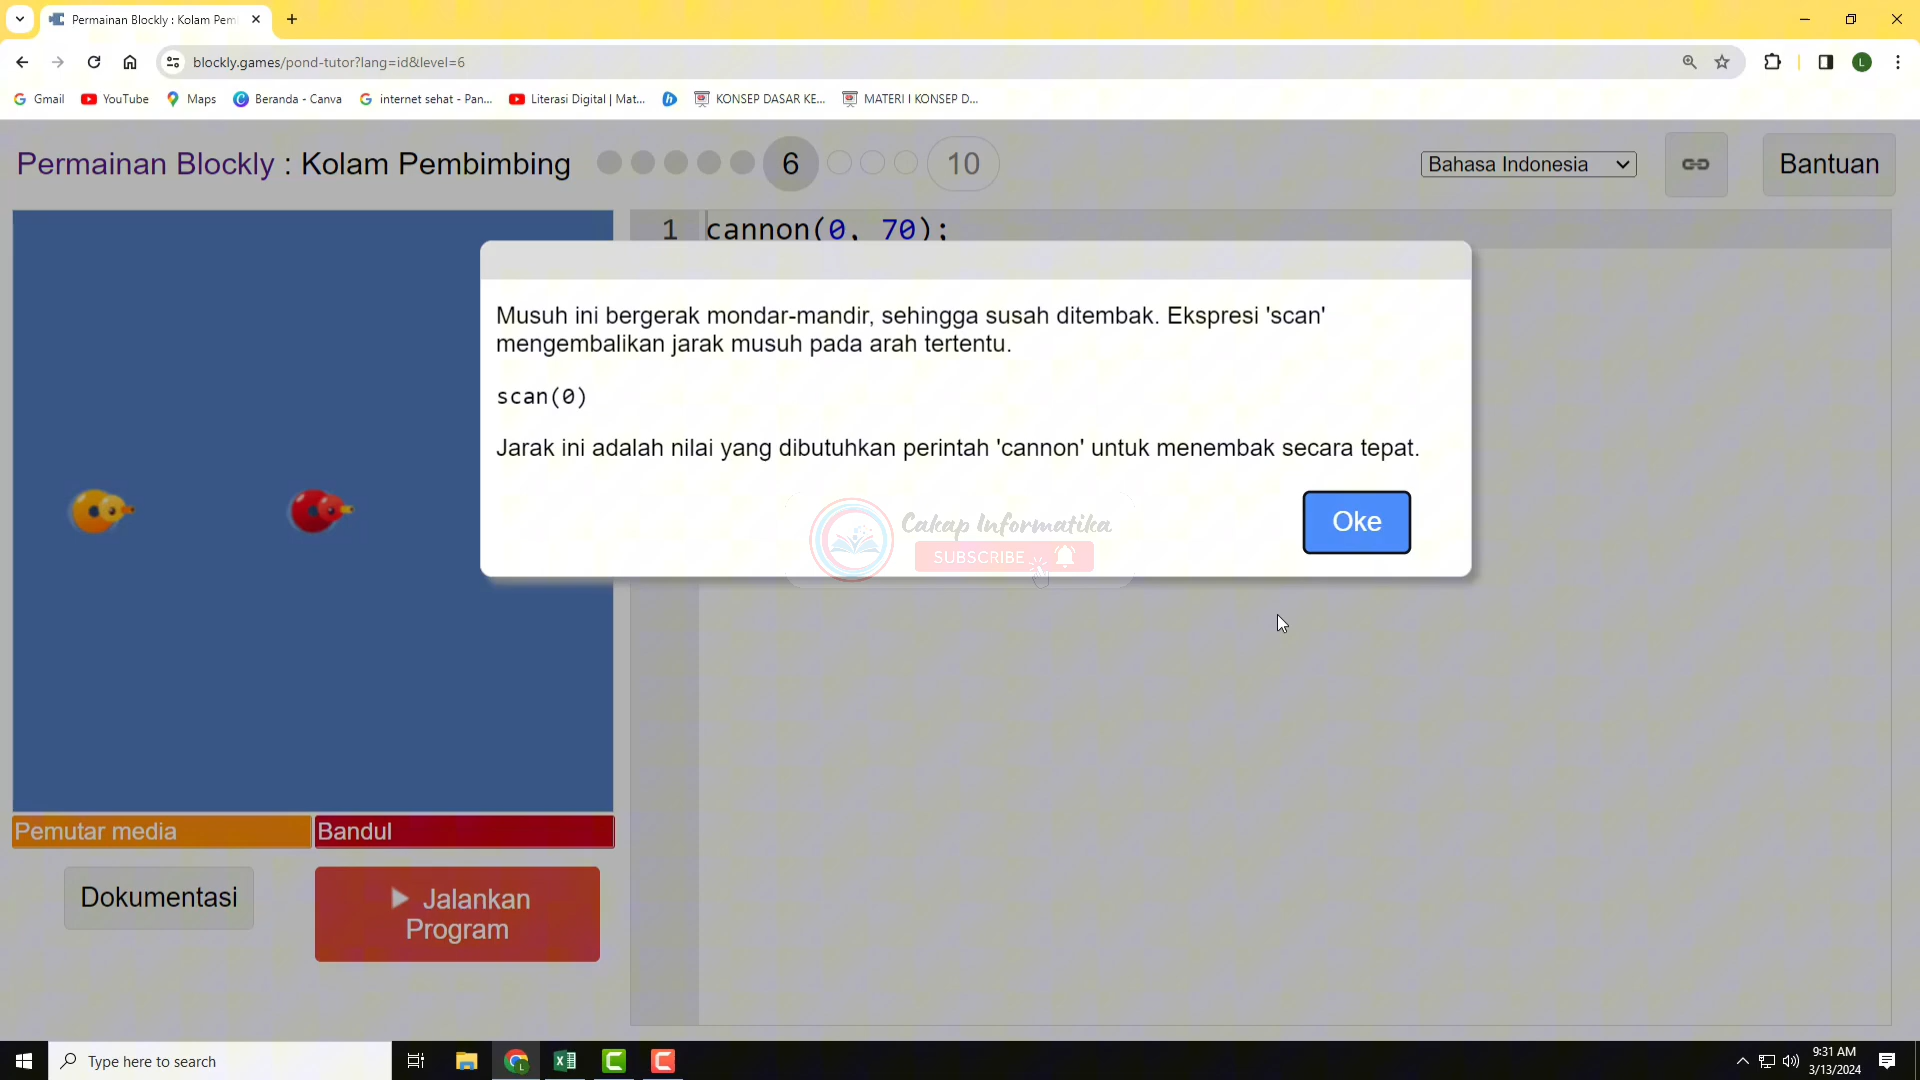 Permainan Blockly : Kolam Pem
blockly.games/pond-tutor?lang=id&level=6
Gmail
YouTube
Maps
Beranda - Canva
internet sehat - Pan...
Literasi Digital | Mat...
KONSEP DASAR KE...
MATERI I KONSEP D...
L
Permainan Blockly : Kolam Pembimbing
6
10
Bahasa Indonesia
Bantuan
1 cannon(0, 70);
Musuh ini bergerak mondar-mandir, sehingga susah ditembak. Ekspresi 'scan'
mengembalikan jarak musuh pada arah tertentu.
scan(0)
Jarak ini adalah nilai yang dibutuhkan perintah 'cannon' untuk menembak secara tepat.
Oke
Cakap Informatika
SUBSCRIBE
Pemutar media
Bandul
Dokumentasi
Jalankan
Program
Type here to search
9:31 AM
3/13/2024